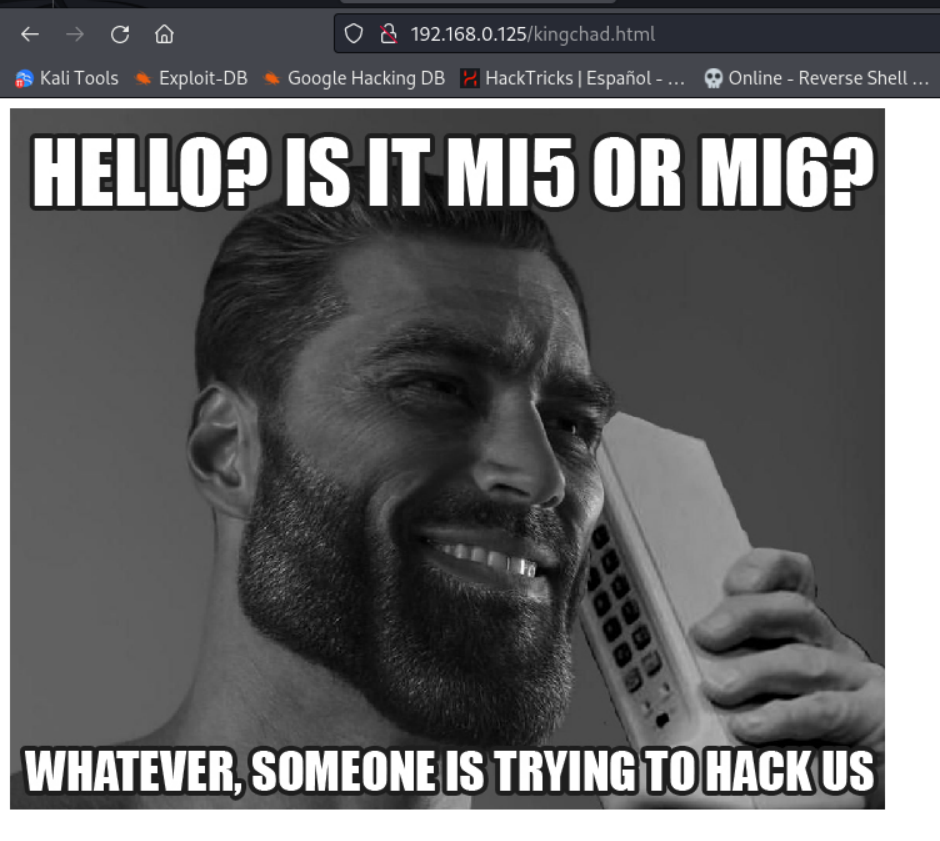 192.168.0.125/kingchad.html
Kali Tools Exploit-DB Google Hacking DB HackTricks | Español - ... Online - Reverse Shell ...
HELLO? IS IT MI5 OR MI6?
WHATEVER, SOMEONE IS TRYING TO HACK US